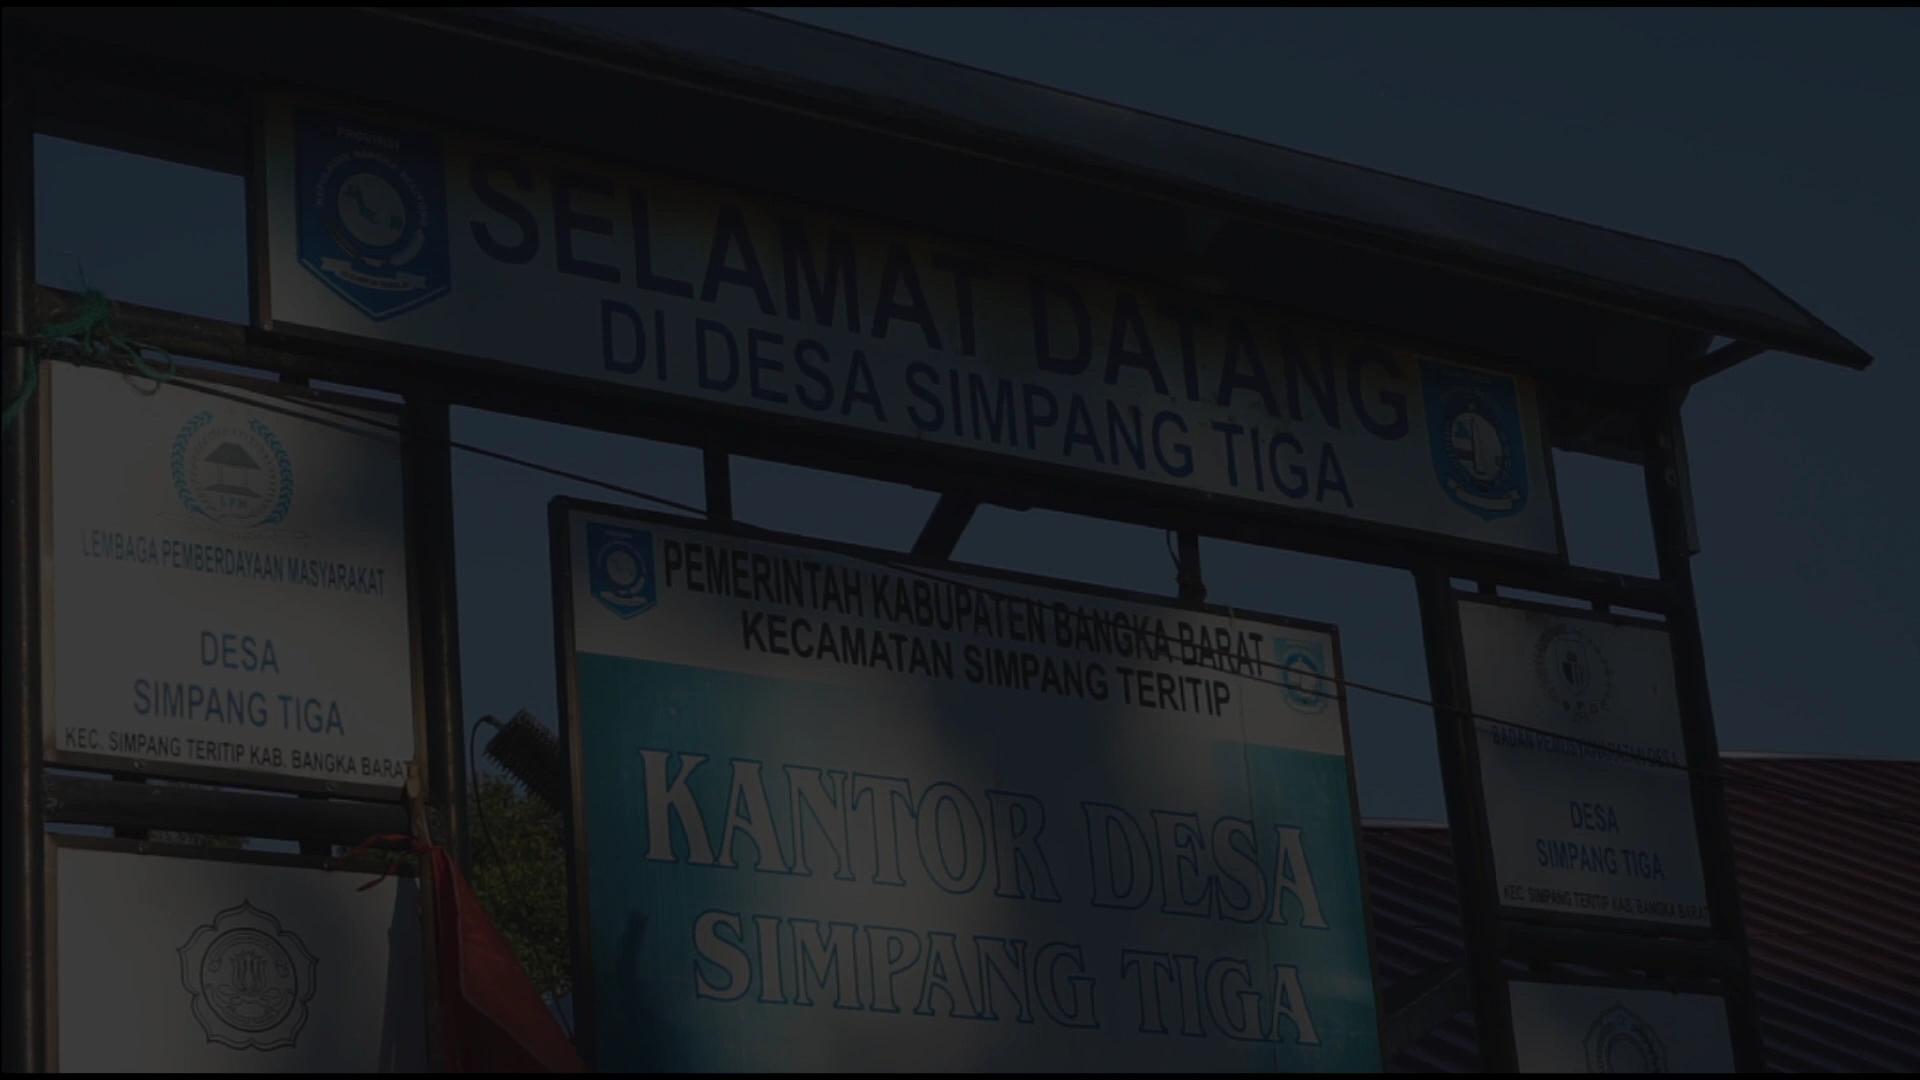 PROVINSI
SELAMAT DATANG
DI DESA SIMPANG TIGA
LPM
LEMBAGA PEMBERDAYAAN MASYARAKAT
DESA
SIMPANG TIGA
KEC. SIMPANG TERITIP KAB. BANGKA BARAT
PEMERINTAH KABUPATEN BANGKA BARAT
KECAMATAN SIMPANG TERITIP
KANTOR DESA
SIMPANG TIGA
DESA
SIMPANG TIGA
KEC. SIMPANG TERITIP KAB. BANGKA BARAT